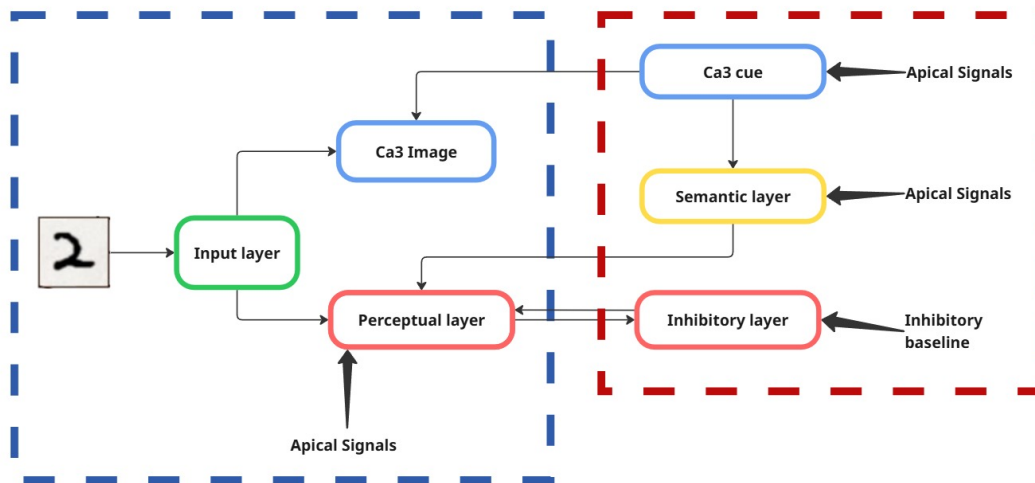 Ca3 cue
Apical Signals
Ca3 Image
Semantic layer
Apical Signals
2
Input layer
Perceptual layer
Inhibitory layer
Inhibitory
baseline
Apical Signals